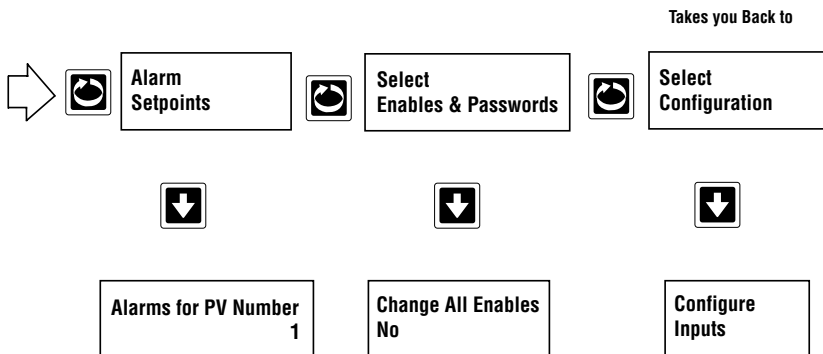 Takes you Back to
Alarm
Setpoints
Select
Enables & Passwords
Select
Configuration
Alarms for PV Number
1
Change All Enables
No
Configure
Inputs